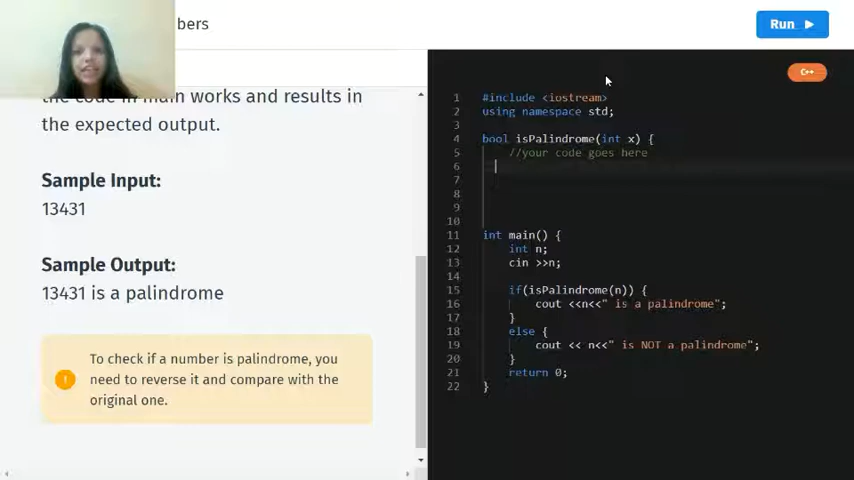 bers
Run
the code in main works and results in
the expected output.
Sample Input:
13431
Sample Output:
13431 is a palindrome
To check if a number is palindrome, you
need to reverse it and compare with the
original one.
C++
1 #include <iostream>
2 using namespace std;
3
4 bool isPalindrome(int x) {
5 //your code goes here
6
7
8
9
10
11 int main() {
12 int n;
13 cin >>n;
14
15 if(isPalindrome(n)) {
16 cout <<n<<" is a palindrome";
17 }
18 else {
19 cout << n<<" is NOT a palindrome";
20 }
21 return 0;
22 }